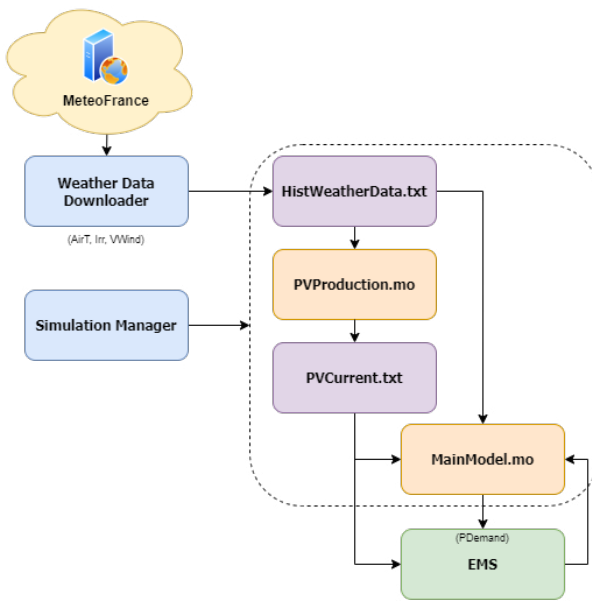 MeteoFrance
Weather Data
Downloader
(AirT, Irr, VWind)
HistWeatherData.txt
PVProduction.mo
Simulation Manager
PVCurrent.txt
MainModel.mo
(PDemand)
EMS